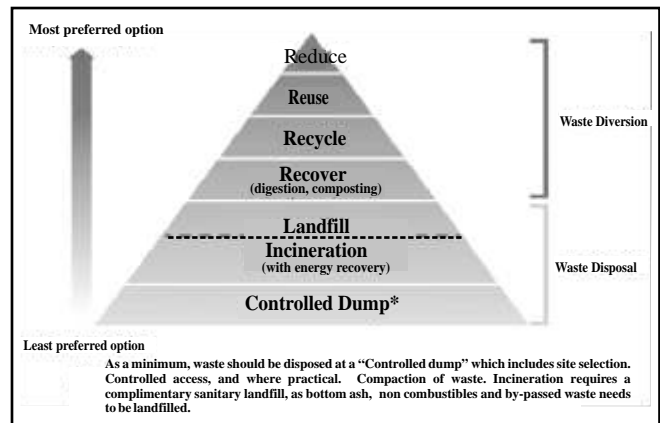 Most preferred option
Reduce
Reuse
Recycle
Recover
(digestion, composting)
Waste Diversion
Landfill
Incineration
(with energy recovery)
Controlled Dump*
Waste Disposal
Least preferred option
As a minimum, waste should be disposed at a “Controlled dump” which includes site selection.
Controlled access, and where practical. Compaction of waste. Incineration requires a
complimentary sanitary landfill, as bottom ash, non combustibles and by-passed waste needs
to be landfilled.